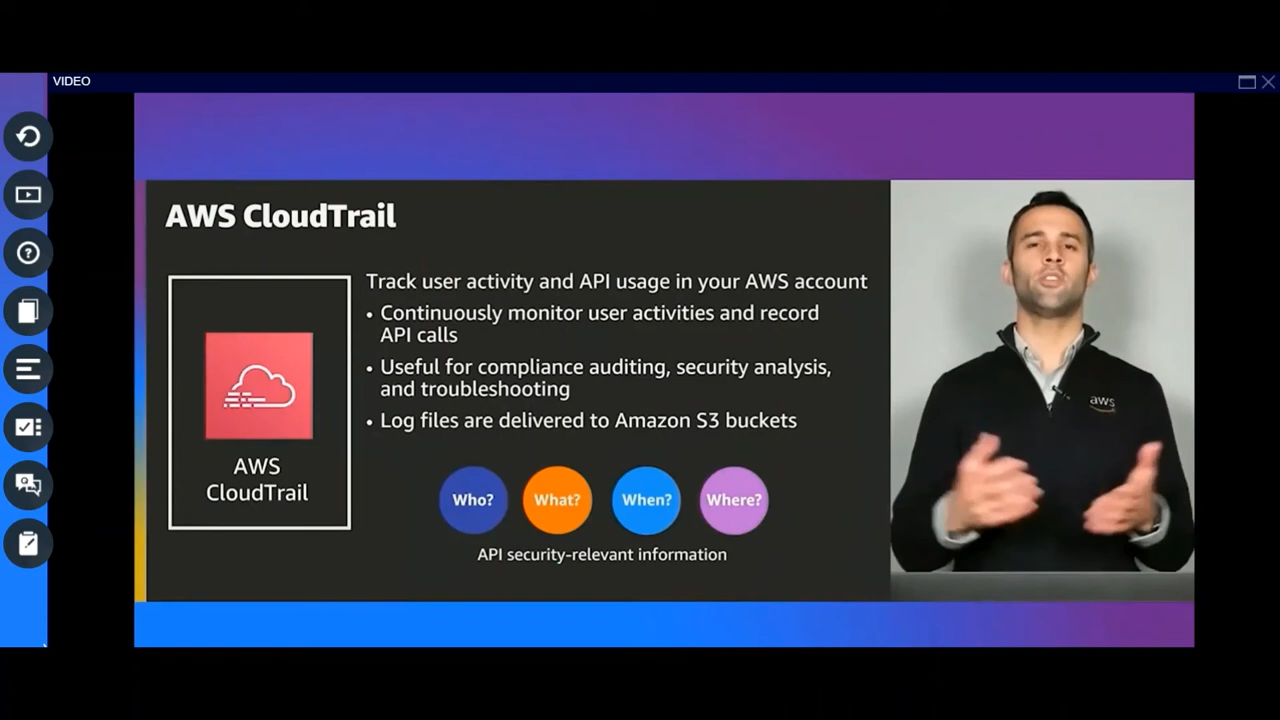 VIDEO
AWS CloudTrail
Track user activity and API usage in your AWS account
• Continuously monitor user activities and record
API calls
• Useful for compliance auditing, security analysis,
and troubleshooting
• Log files are delivered to Amazon S3 buckets
AWS
CloudTrail
Who? What? When? Where?
API security-relevant information
aws